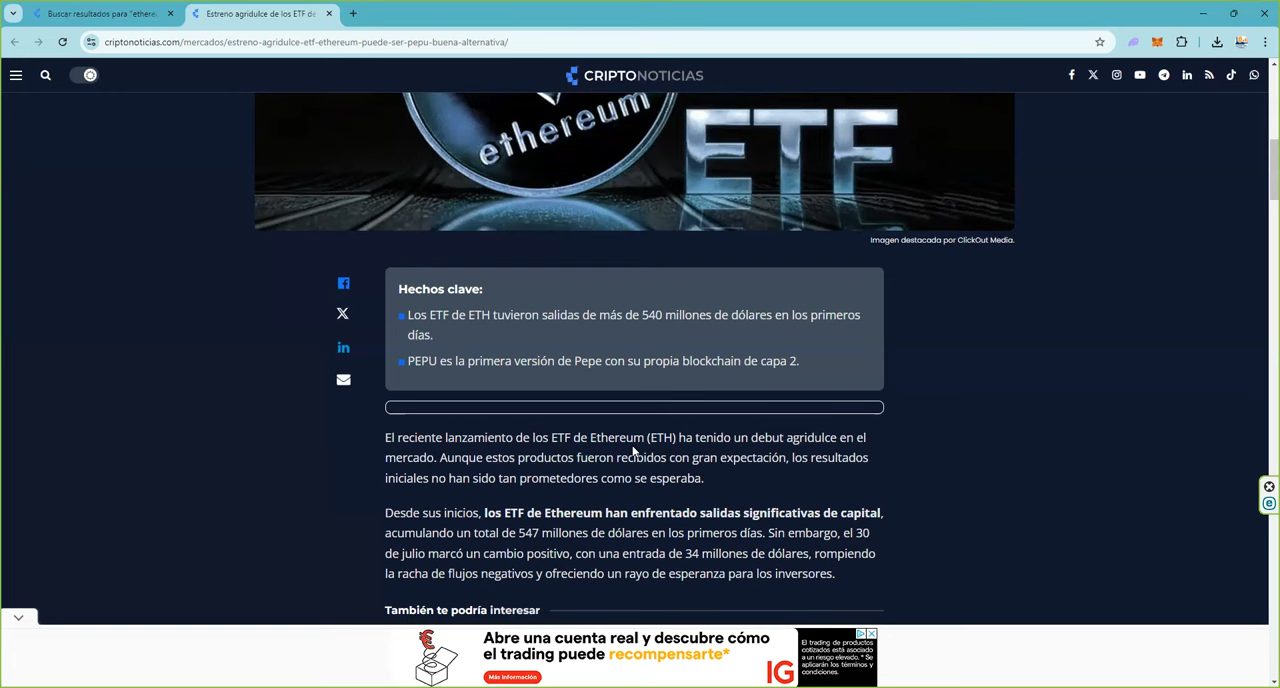 Buscar resultados para "ethere
Estreno agridulce de los ETF de
criptonoticias.com/mercados/estreno-agridulce-etf-ethereum-puede-ser-pepu-buena-alternativa/
CRIPTONOTICIAS
ethereum
ETF
Imagen destacada por ClickOut Media.
Hechos clave:
Los ETF de ETH tuvieron salidas de más de 540 millones de dólares en los primeros
días.
PEPU es la primera versión de Pepe con su propia blockchain de capa 2.
El reciente lanzamiento de los ETF de Ethereum (ETH) ha tenido un debut agridulce en el
mercado. Aunque estos productos fueron recibidos con gran expectación, los resultados
iniciales no han sido tan prometedores como se esperaba.
Desde sus inicios, los ETF de Ethereum han enfrentado salidas significativas de capital,
acumulando un total de 547 millones de dólares en los primeros días. Sin embargo, el 30
de julio marcó un cambio positivo, con una entrada de 34 millones de dólares, rompiendo
la racha de flujos negativos y ofreciendo un rayo de esperanza para los inversores.
También te podría interesar
Abre una cuenta real y descubre cómo
el trading puede recompensarte*
Más información
IG
El trading de productos
cotizados está asociado
a un riesgo elevado. * Se
aplicarán los términos y
condiciones.